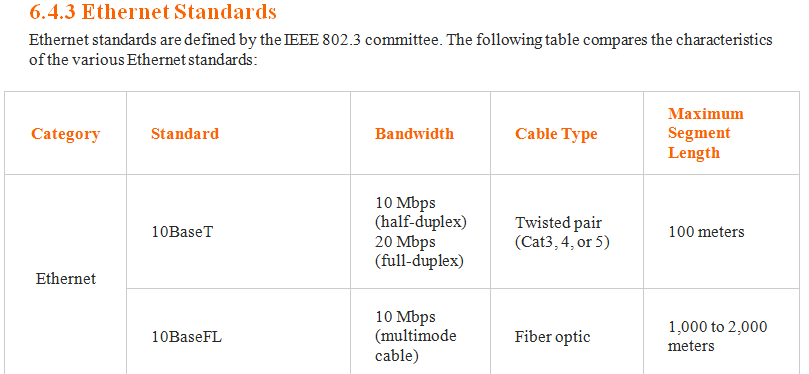 6.4.3 Ethernet Standards
Ethernet standards are defined by the IEEE 802.3 committee. The following table compares the characteristics
of the various Ethernet standards:
Category
Standard
Bandwidth
Cable Type
Maximum
Segment
Length
Ethernet
10BaseT
10 Mbps
(half-duplex)
20 Mbps
(full-duplex)
Twisted pair
(Cat3, 4, or 5)
100 meters
10BaseFL
10 Mbps
(multimode
cable)
Fiber optic
1,000 to 2,000
meters